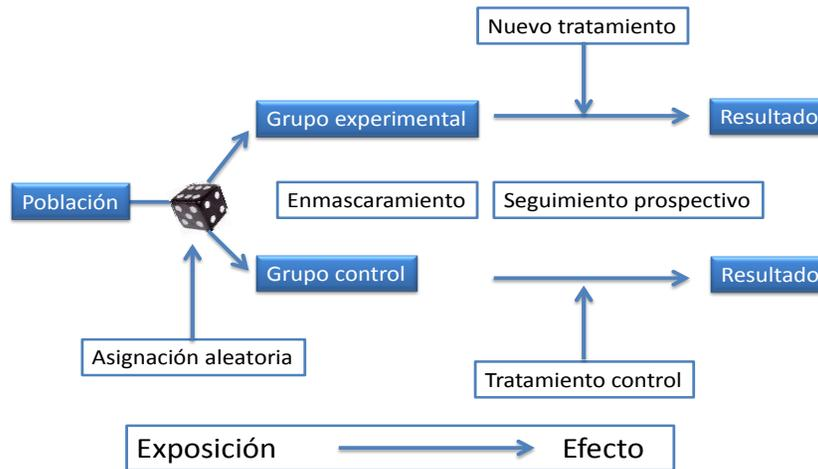 Nuevo tratamiento
Grupo experimental
Resultado
Población
Enmascaramiento
Seguimiento prospectivo
Grupo control
Resultado
Asignación aleatoria
Tratamiento control
Exposición
Efecto